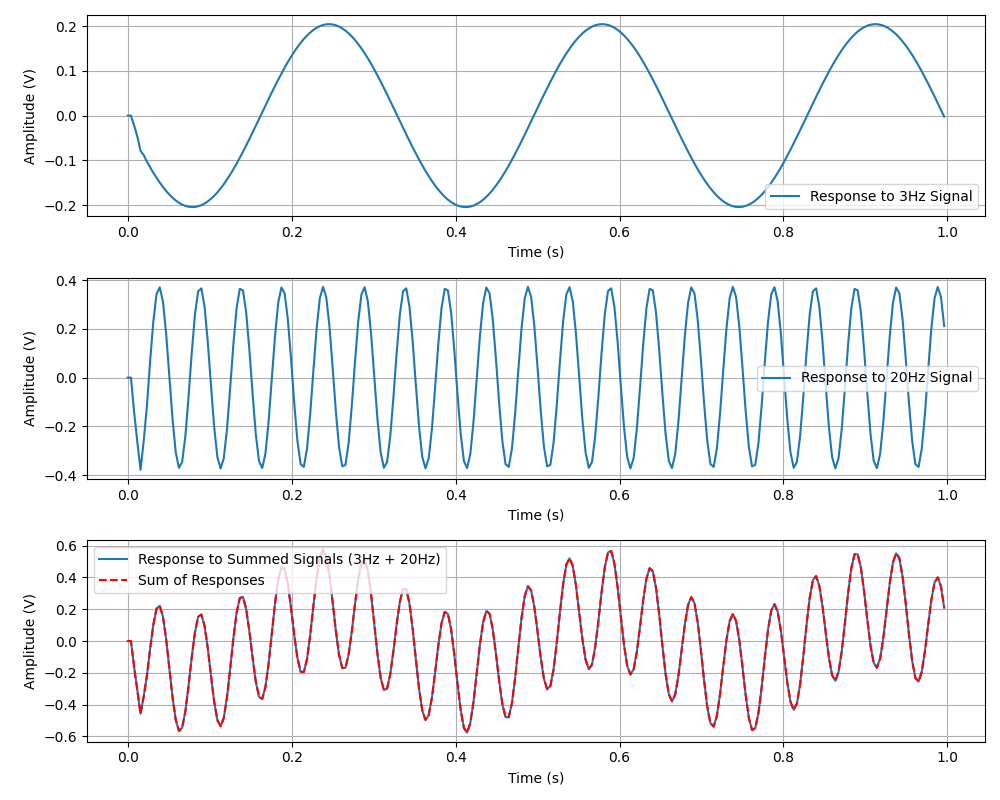 0.2
0.1
0.0
−0.1
−0.2
Amplitude (V)
Response to 3Hz Signal
0.0 0.2 0.4 0.6 0.8 1.0
Time (s)
0.4
0.2
0.0
−0.2
−0.4
Amplitude (V)
Response to 20Hz Signal
0.0 0.2 0.4 0.6 0.8 1.0
Time (s)
0.6
0.4
0.2
0.0
−0.2
−0.4
−0.6
Amplitude (V)
Response to Summed Signals (3Hz + 20Hz)
Sum of Responses
0.0 0.2 0.4 0.6 0.8 1.0
Time (s)